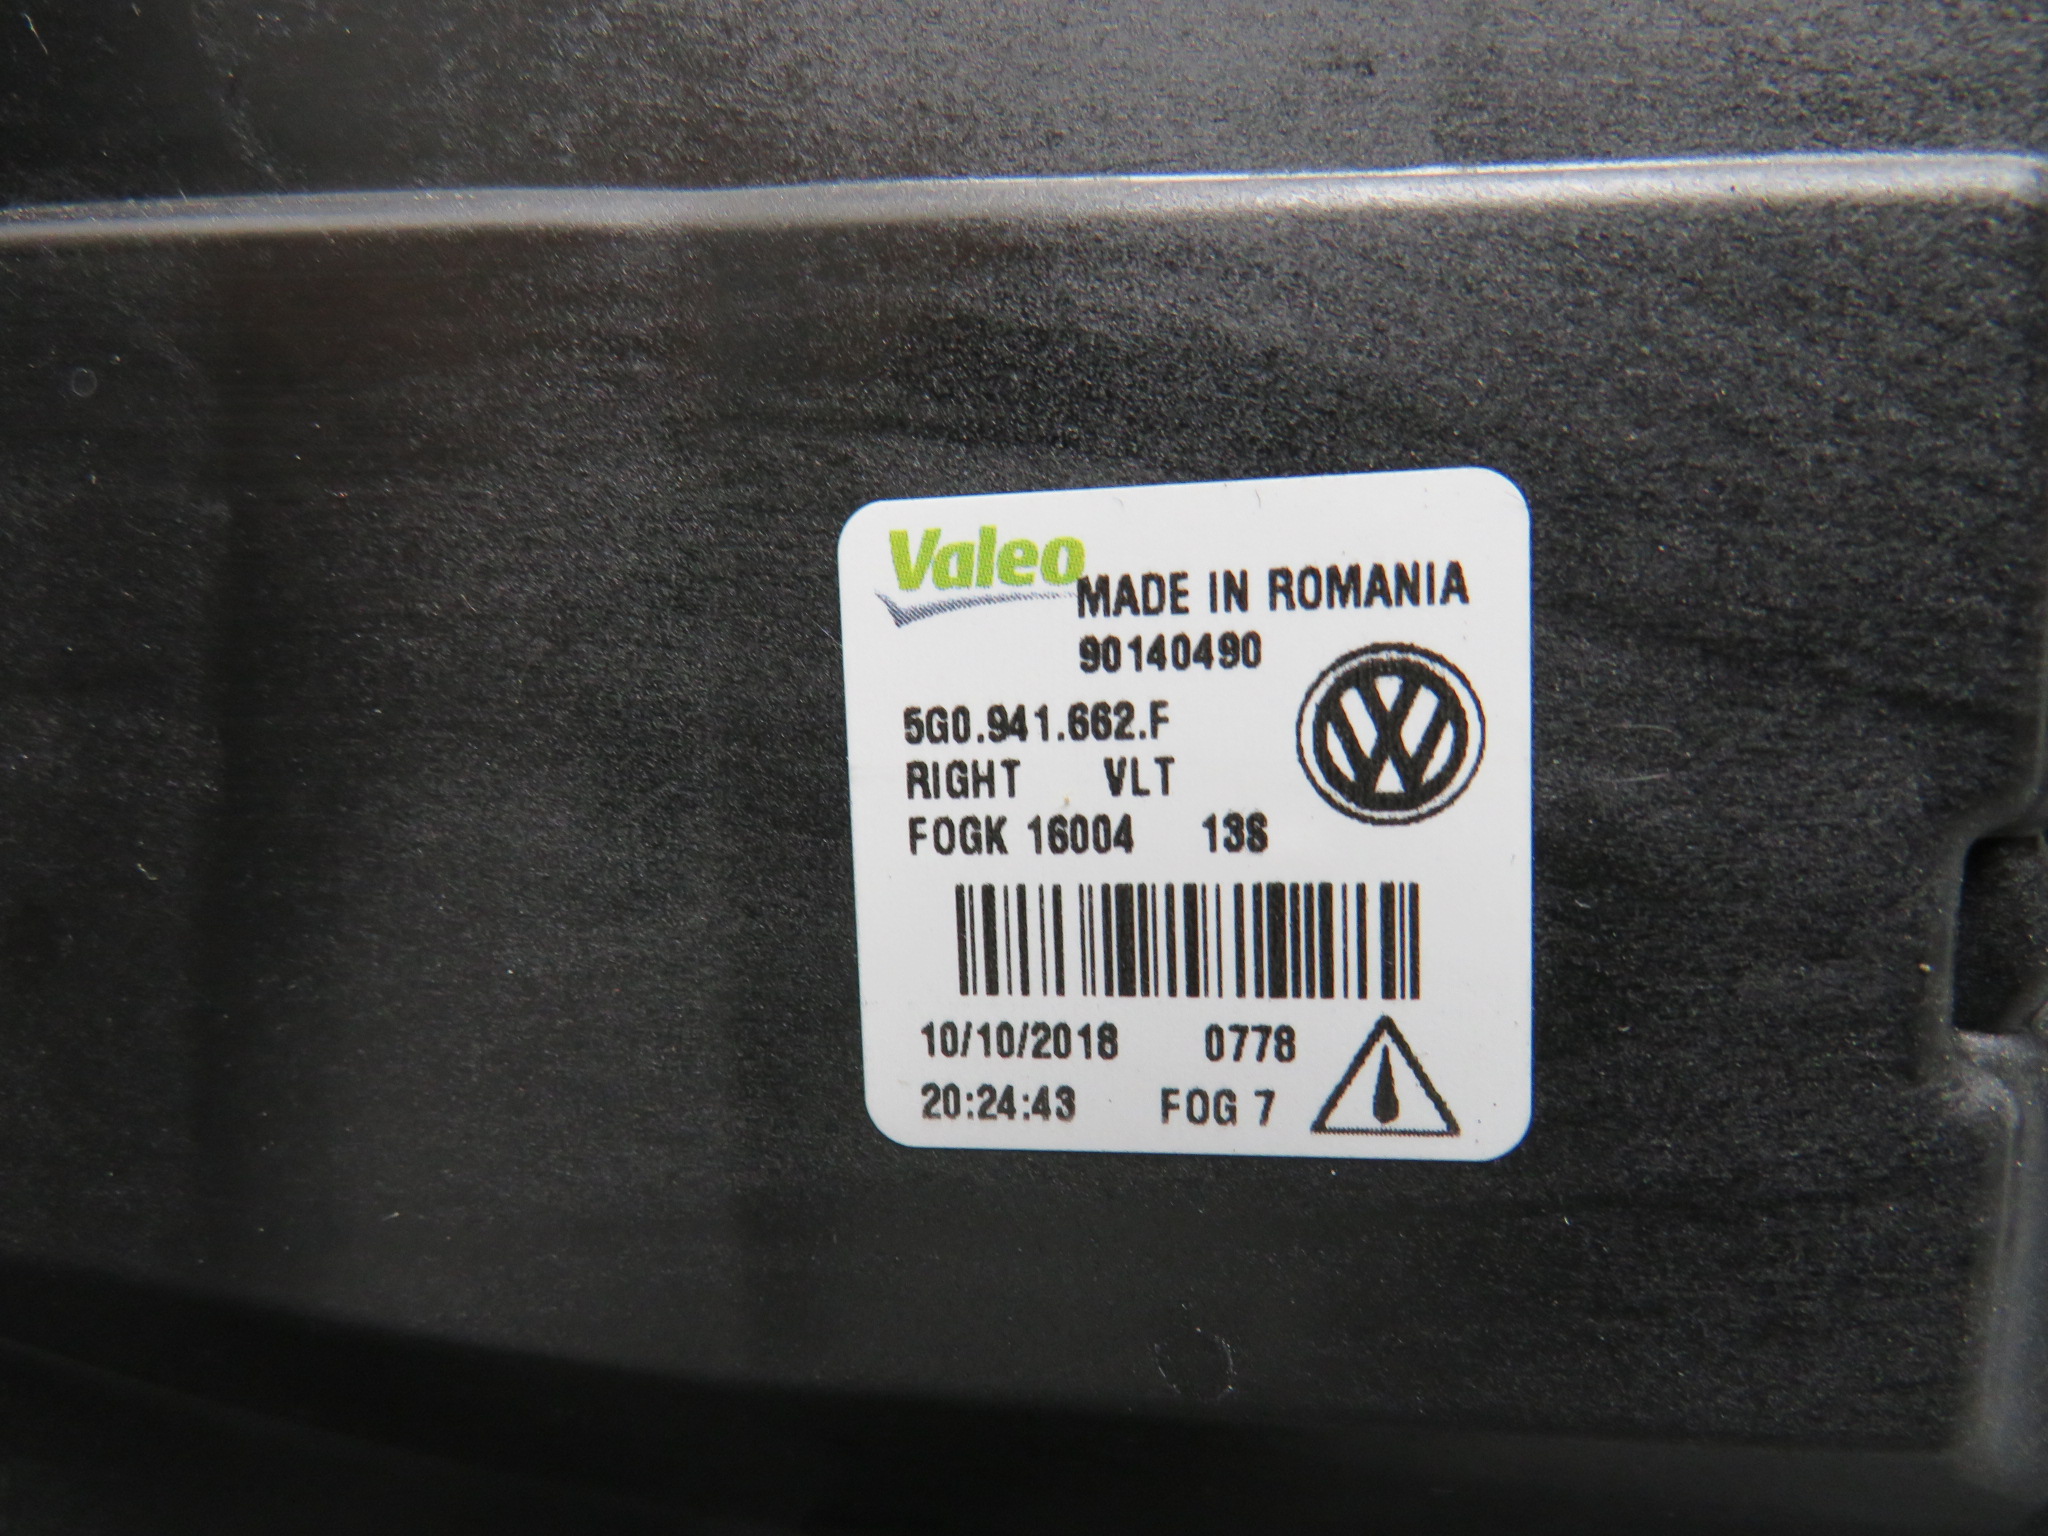 Valeo
MADE IN ROMANIA
90140490
5G0.941.662.F
RIGHT VLT
FOGK 16004 13S
10/10/2018 0778
20:24:43 FOG 7